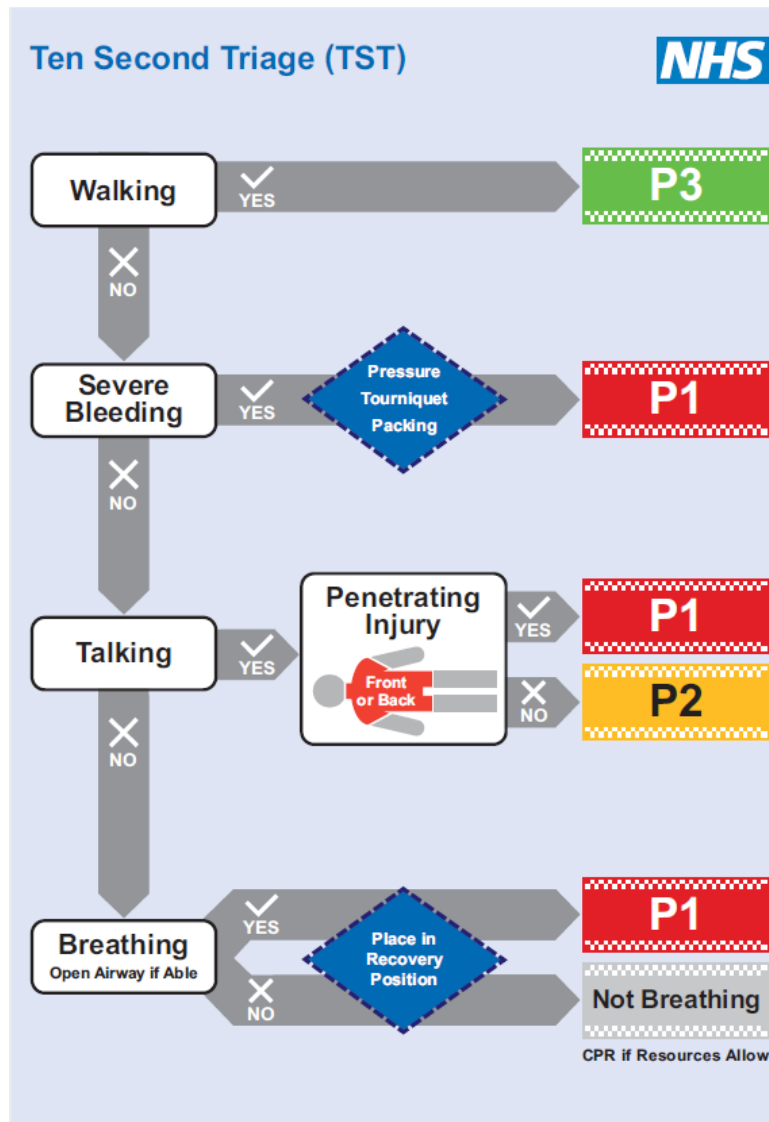 Ten Second Triage (TST)
NHS
Walking
YES
P3
NO
Severe
Bleeding
YES
Pressure
Tourniquet
Packing
P1
NO
Talking
YES
Penetrating
Injury
Front
or Back
YES
P1
NO
P2
NO
Breathing
Open Airway if Able
YES
Place in
Recovery
Position
P1
NO
Not Breathing
CPR if Resources Allow